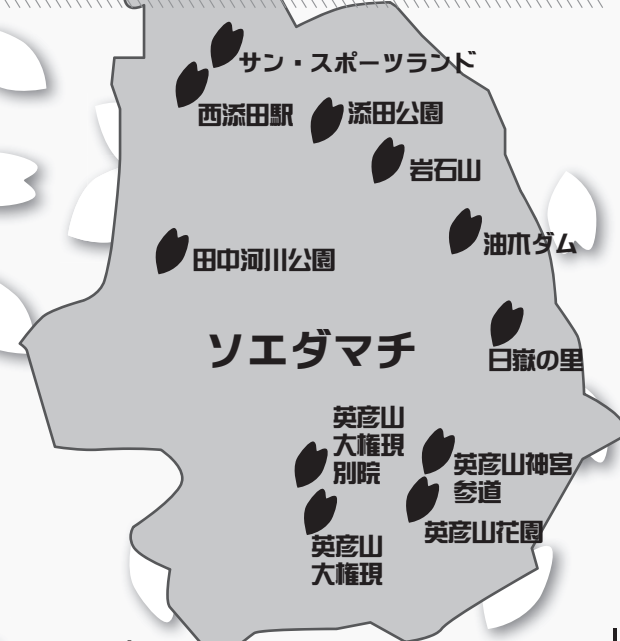 サン・スポーツランド
西添田駅
添田公園
岩石山
油木ダム
田中河川公園
ソエダマチ
日嶽の里
英彦山
大権現
別院
英彦山神宮
参道
英彦山花園
英彦山
大権現